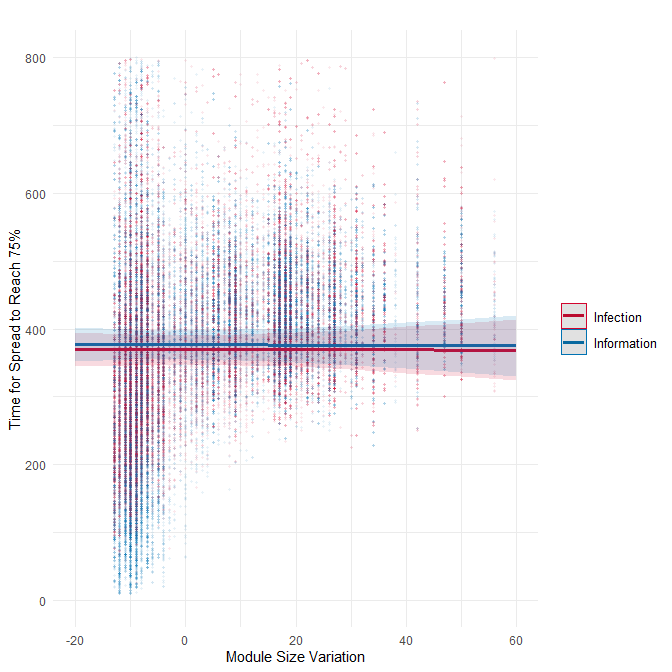 Time for Spread to Reach 75%
800
600
400
200
0
-20
0
20
40
60
Module Size Variation
Infection
Information